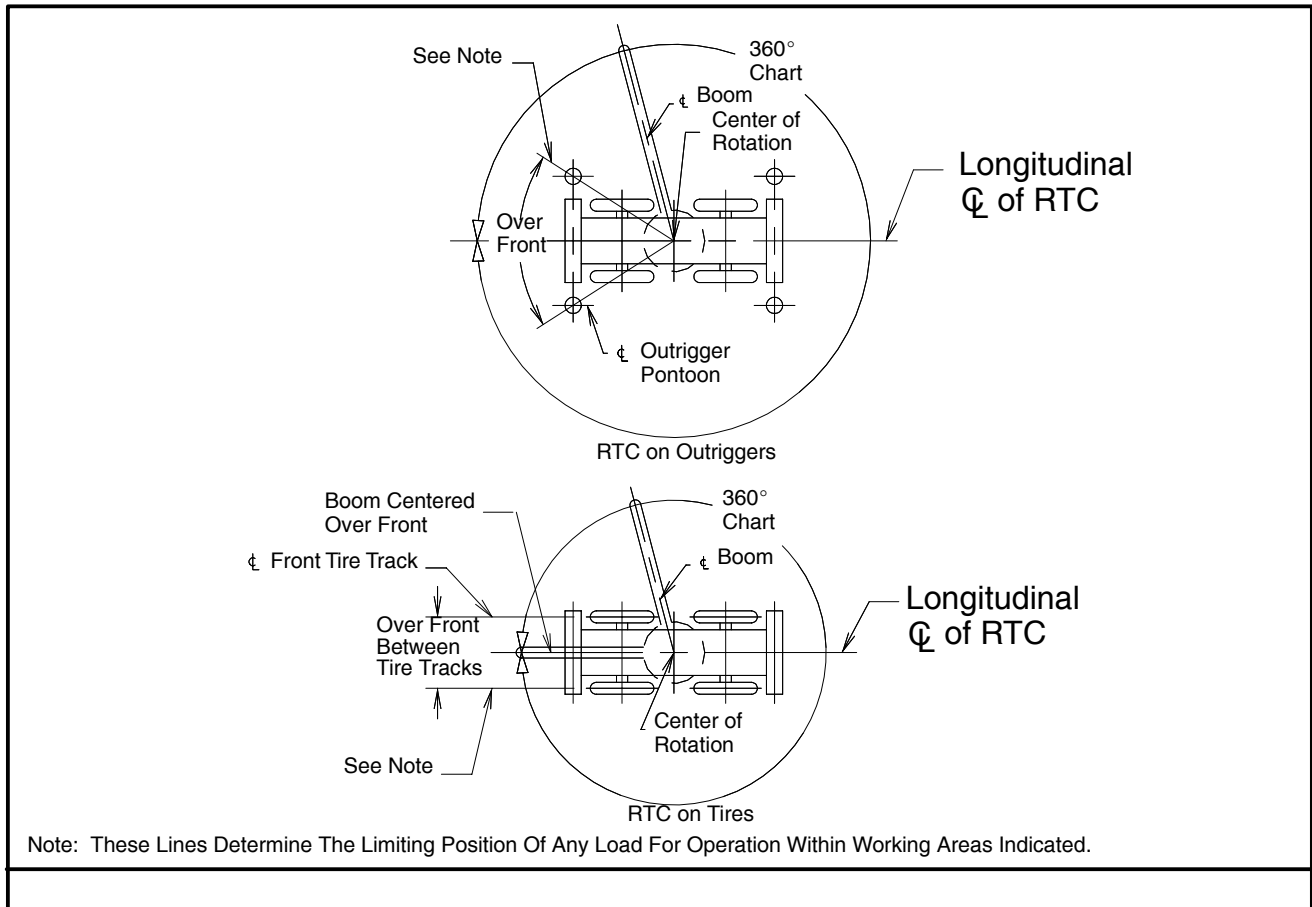 See Note
360°
Chart
℄ Boom
Center of
Rotation
Longitudinal
℄ of RTC
Over
Front
℄ Outrigger
Pontoon
RTC on Outriggers
Boom Centered
Over Front
360°
Chart
℄ Front Tire Track
℄ Boom
Longitudinal
℄ of RTC
Over Front
Between
Tire Tracks
Center of
Rotation
See Note
RTC on Tires
Note: These Lines Determine The Limiting Position Of Any Load For Operation Within Working Areas Indicated.